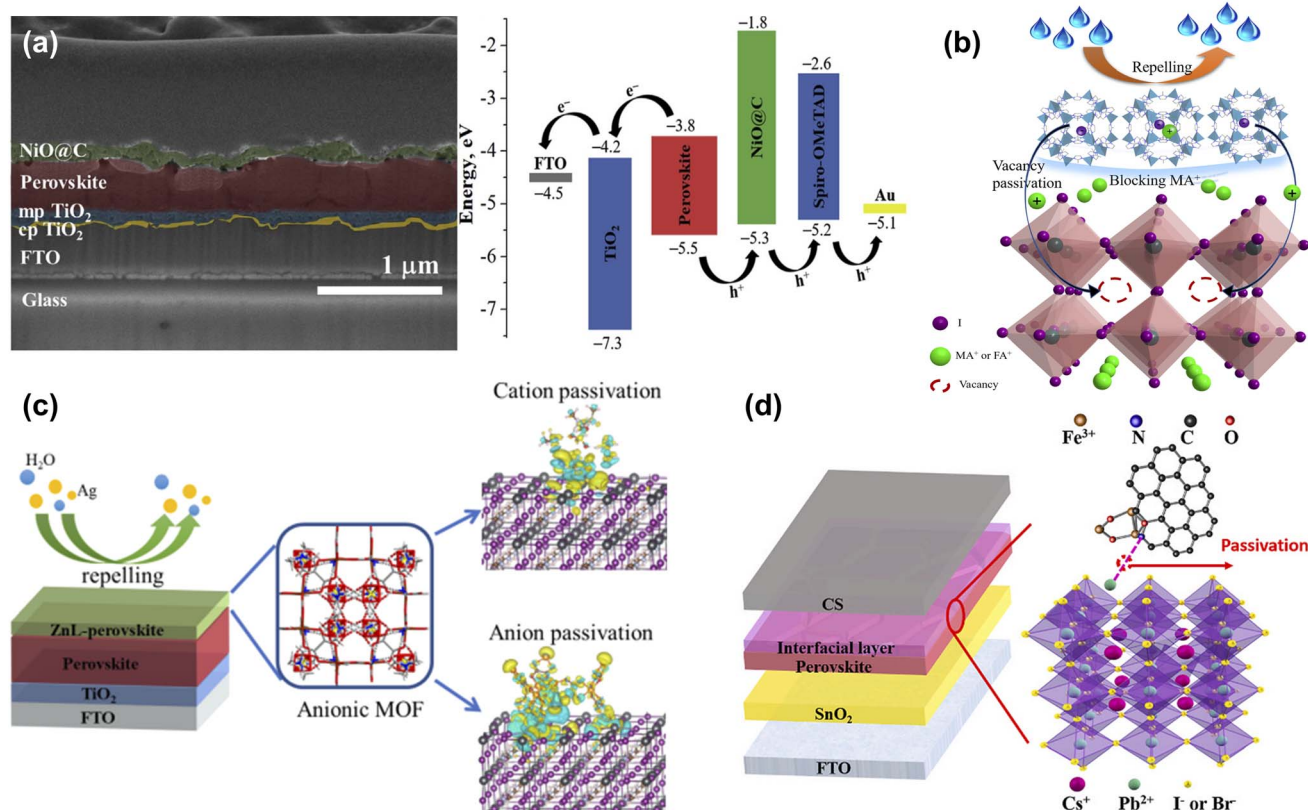 (a)
NiO@C
Perovskite
mp TiO₂
cp TiO₂
FTO
Glass
1 μm
Energy, eV
−2
−3
−4
−5
−6
−7
e⁻
e⁻
FTO
−4.5
−4.2
TiO₂
−7.3
−3.8
Perovskite
−5.5
−1.8
NiO@C
−5.3
−2.6
Spiro-OMeTAD
−5.2
Au
−5.1
h⁺
h⁺
h⁺
(b)
Repelling
+
Vacancy
passivation
Blocking MA⁺
+
+
I
MA⁺ or FA⁺
Vacancy
(c)
H₂O
Ag
repelling
ZnL-perovskite
Perovskite
TiO₂
FTO
Anionic MOF
Cation passivation
Anion passivation
(d)
Fe³⁺ N C O
Passivation
CS
Interfacial layer
Perovskite
SnO₂
FTO
Cs⁺ Pb²⁺ I⁻ or Br⁻